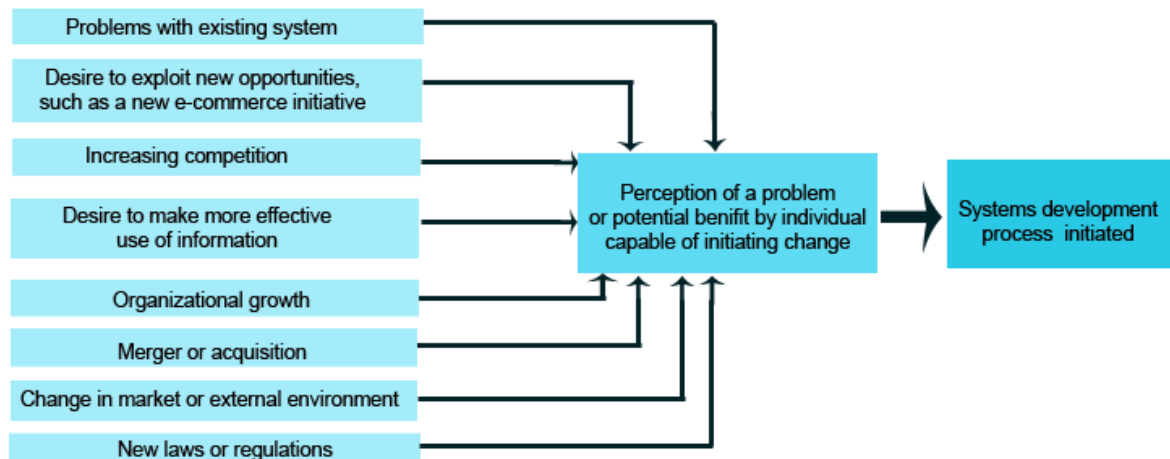 Problems with existing system
Desire to exploit new opportunities,
such as a new e-commerce initiative
Increasing competition
Desire to make more effective
use of information
Organizational growth
Merger or acquisition
Change in market or external environment
New laws or regulations
Perception of a problem
or potential benifit by individual
capable of initiating change
Systems development
process initiated